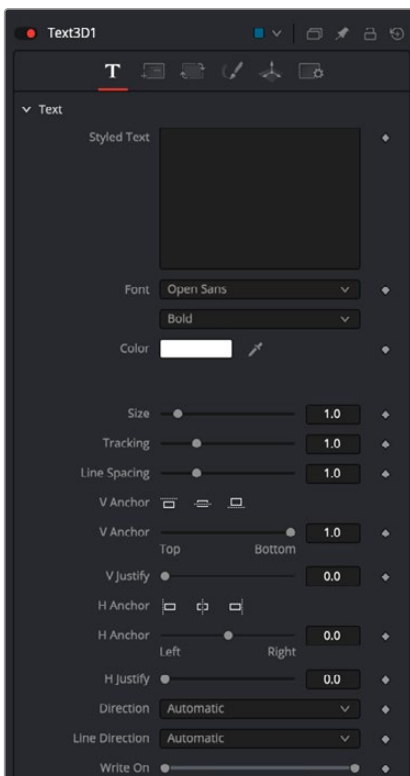 Text3D1
T
Text
Styled Text
Font Open Sans
Bold
Color
Size 1.0
Tracking 1.0
Line Spacing 1.0
V Anchor
V Anchor 1.0
Top Bottom
V Justify 0.0
H Anchor
H Anchor 0.0
Left Right
H Justify 0.0
Direction Automatic
Line Direction Automatic
Write On